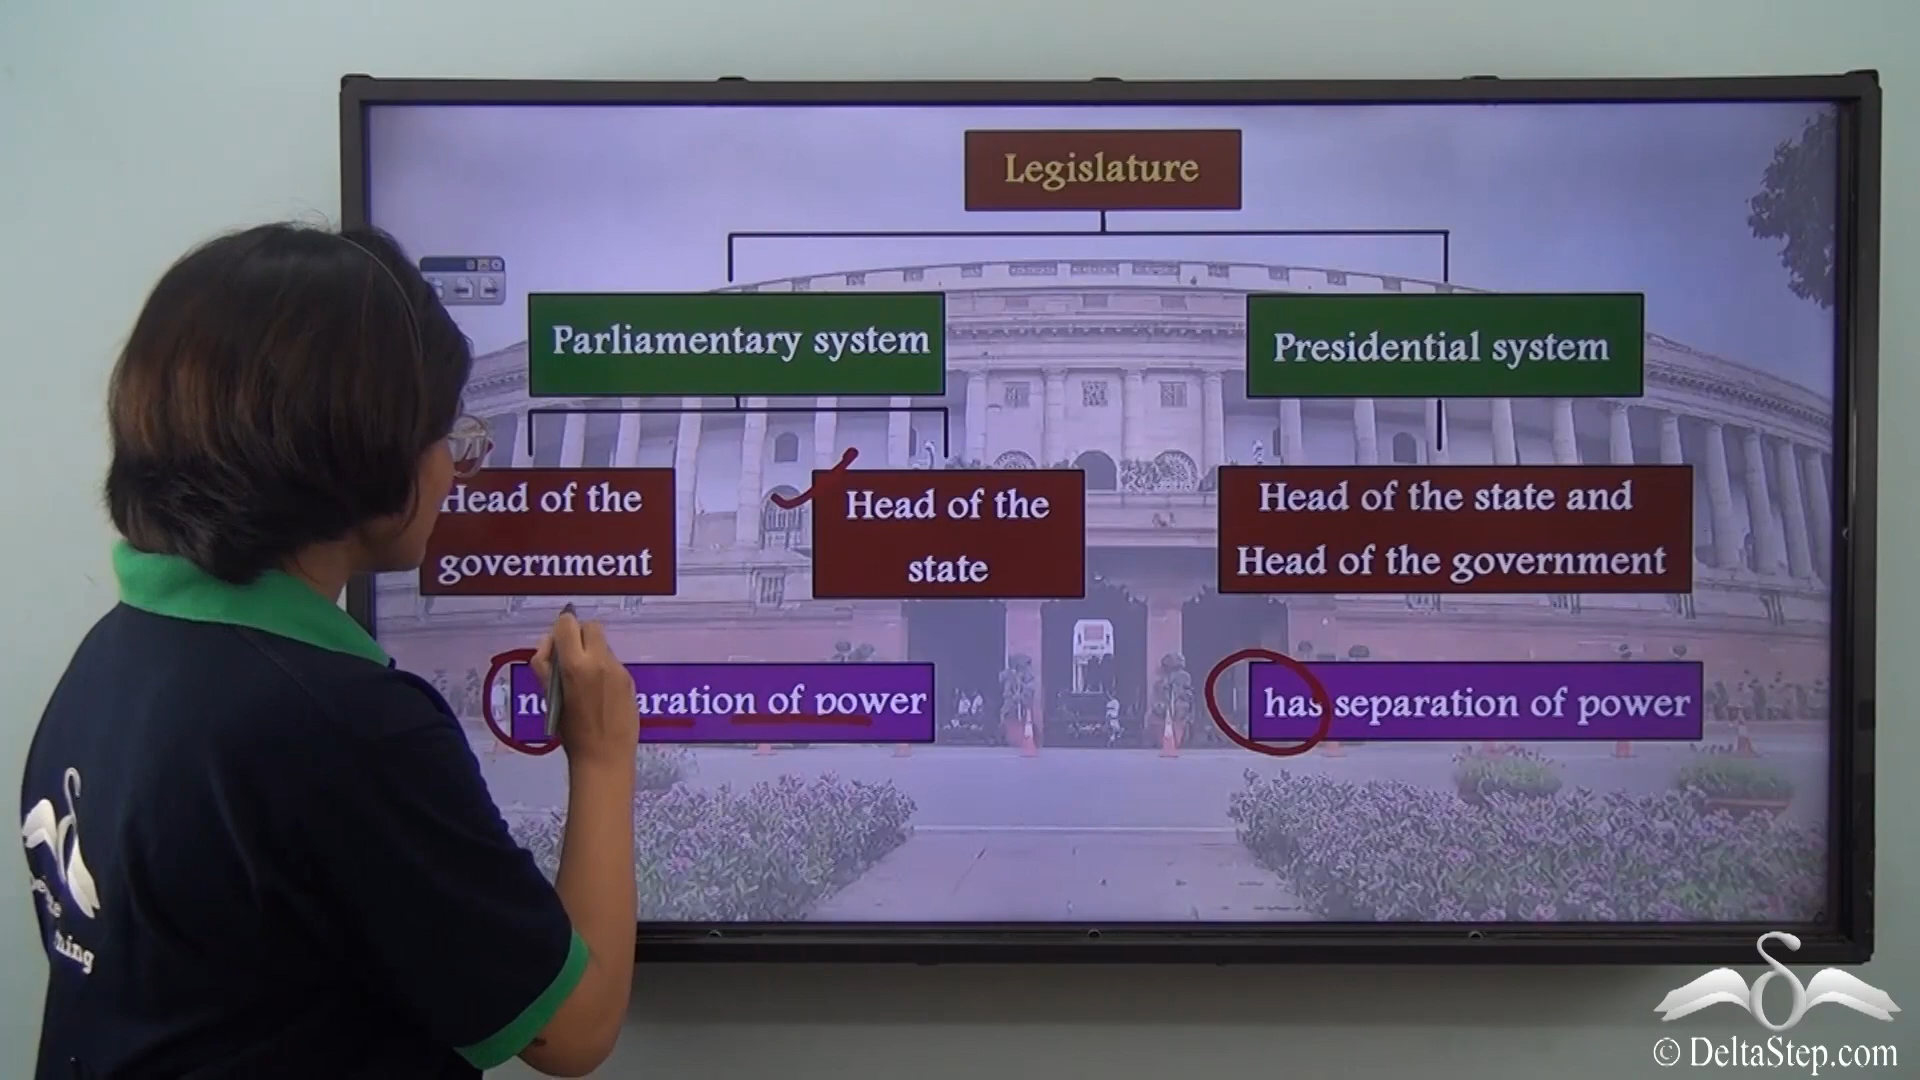 Legislature
Parliamentary system
Presidential system
Head of the
government
Head of the
state
Head of the state and
Head of the government
of power
has separation of power
© DeltaStep.com